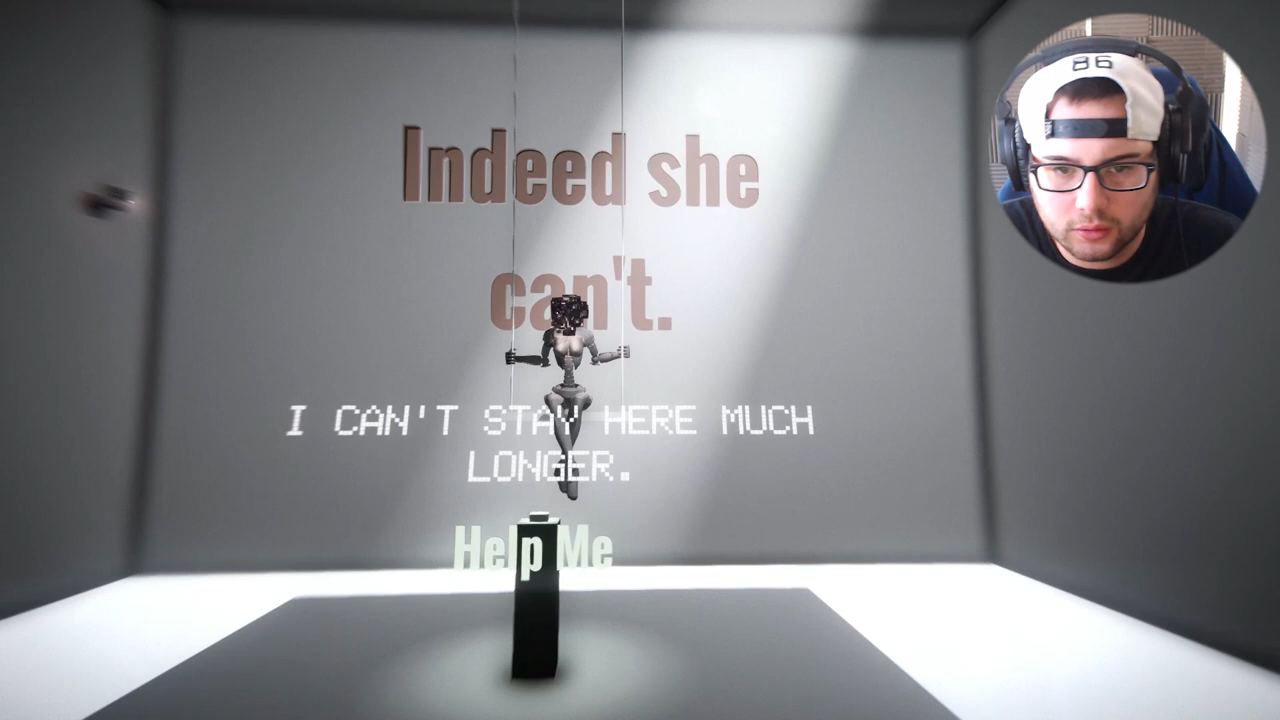 86
Indeed she
can't.
I CAN'T STAY HERE MUCH
LONGER.
Help Me